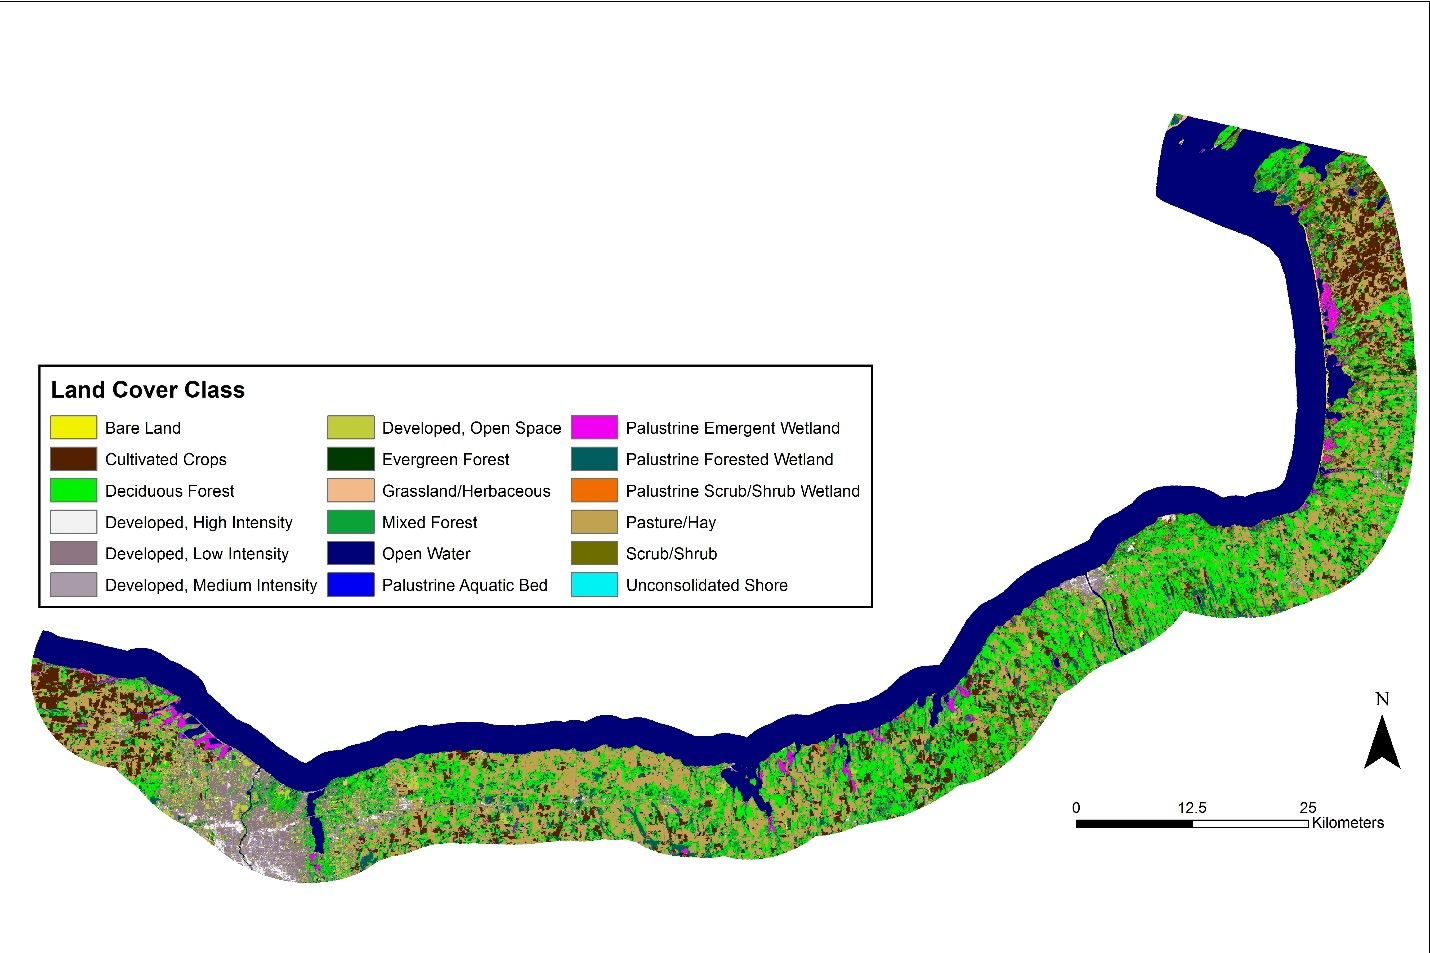 Land Cover Class
Bare Land
Cultivated Crops
Deciduous Forest
Developed, High Intensity
Developed, Low Intensity
Developed, Medium Intensity
Developed, Open Space
Evergreen Forest
Grassland/Herbaceous
Mixed Forest
Open Water
Palustrine Aquatic Bed
Palustrine Emergent Wetland
Palustrine Forested Wetland
Palustrine Scrub/Shrub Wetland
Pasture/Hay
Scrub/Shrub
Unconsolidated Shore
N
0 12.5 25
Kilometers